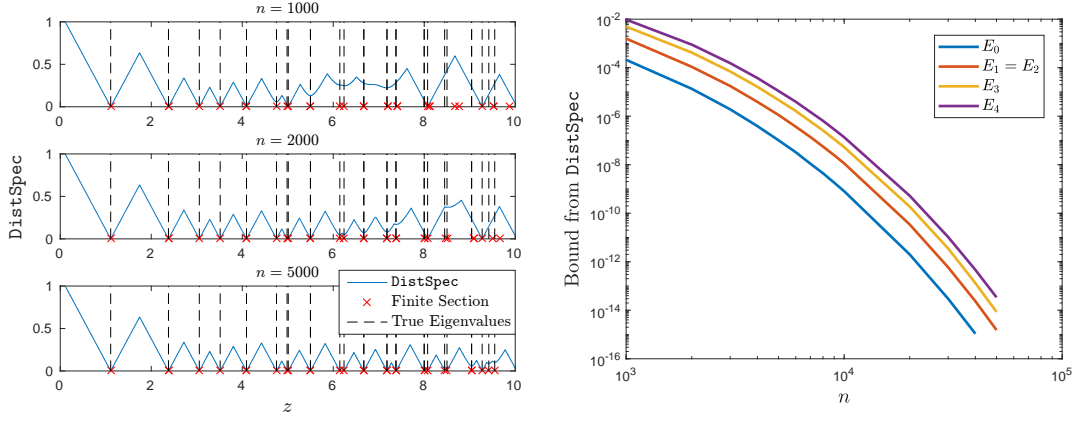 n = 1000
1
0.5
0
0 2 4 6 8 10
n = 2000
1
0.5
0
0 2 4 6 8 10
n = 5000
1
0.5
0
0 2 4 6 8 10
z
DistSpec
DistSpec
Finite Section
True Eigenvalues
Bound from DistSpec
10^-2
10^-4
10^-6
10^-8
10^-10
10^-12
10^-14
10^-16
10^3 10^4 10^5
n
E_0
E_1 = E_2
E_3
E_4